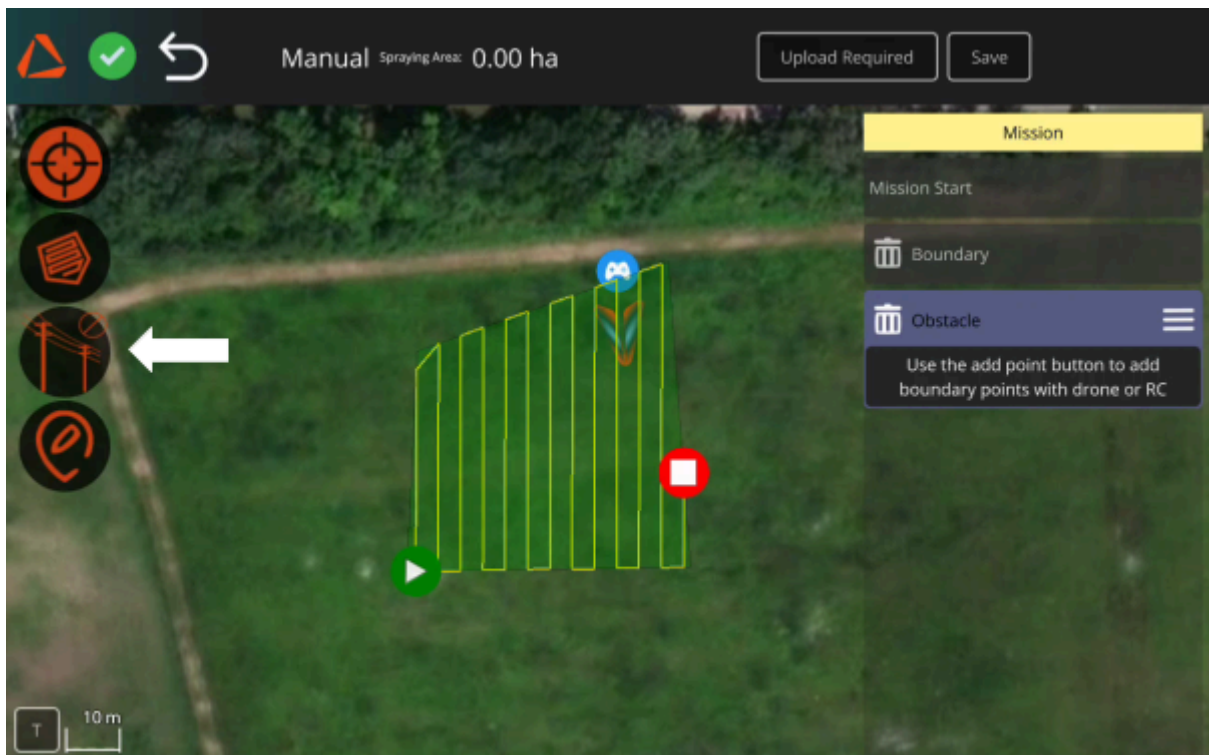 Manual Spraying Area: 0.00 ha
Upload Required
Save
Mission
Mission Start
Boundary
Obstacle
Use the add point button to add
boundary points with drone or RC
T
10 m